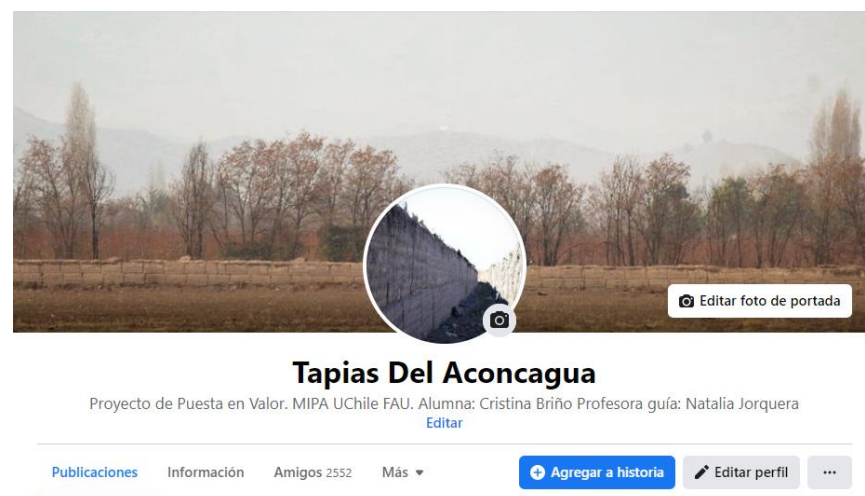 Editar foto de portada
Tapias Del Aconcagua
Proyecto de Puesta en Valor. MIPA UChile FAU. Alumna: Cristina Briño Profesora guía: Natalia Jorquera
Editar
Publicaciones Información Amigos 2552 Más Agregar a historia Editar perfil